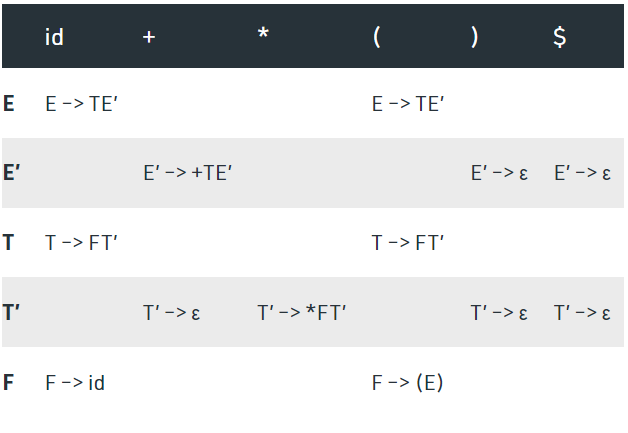 id + * ( ) $
E E -> TE′ E -> TE′
E′ E′ -> +TE′ E′ -> ε E′ -> ε
T T -> FT′ T -> FT′
T′ T′ -> ε T′ -> *FT′ T′ -> ε T′ -> ε
F F -> id F -> (E)